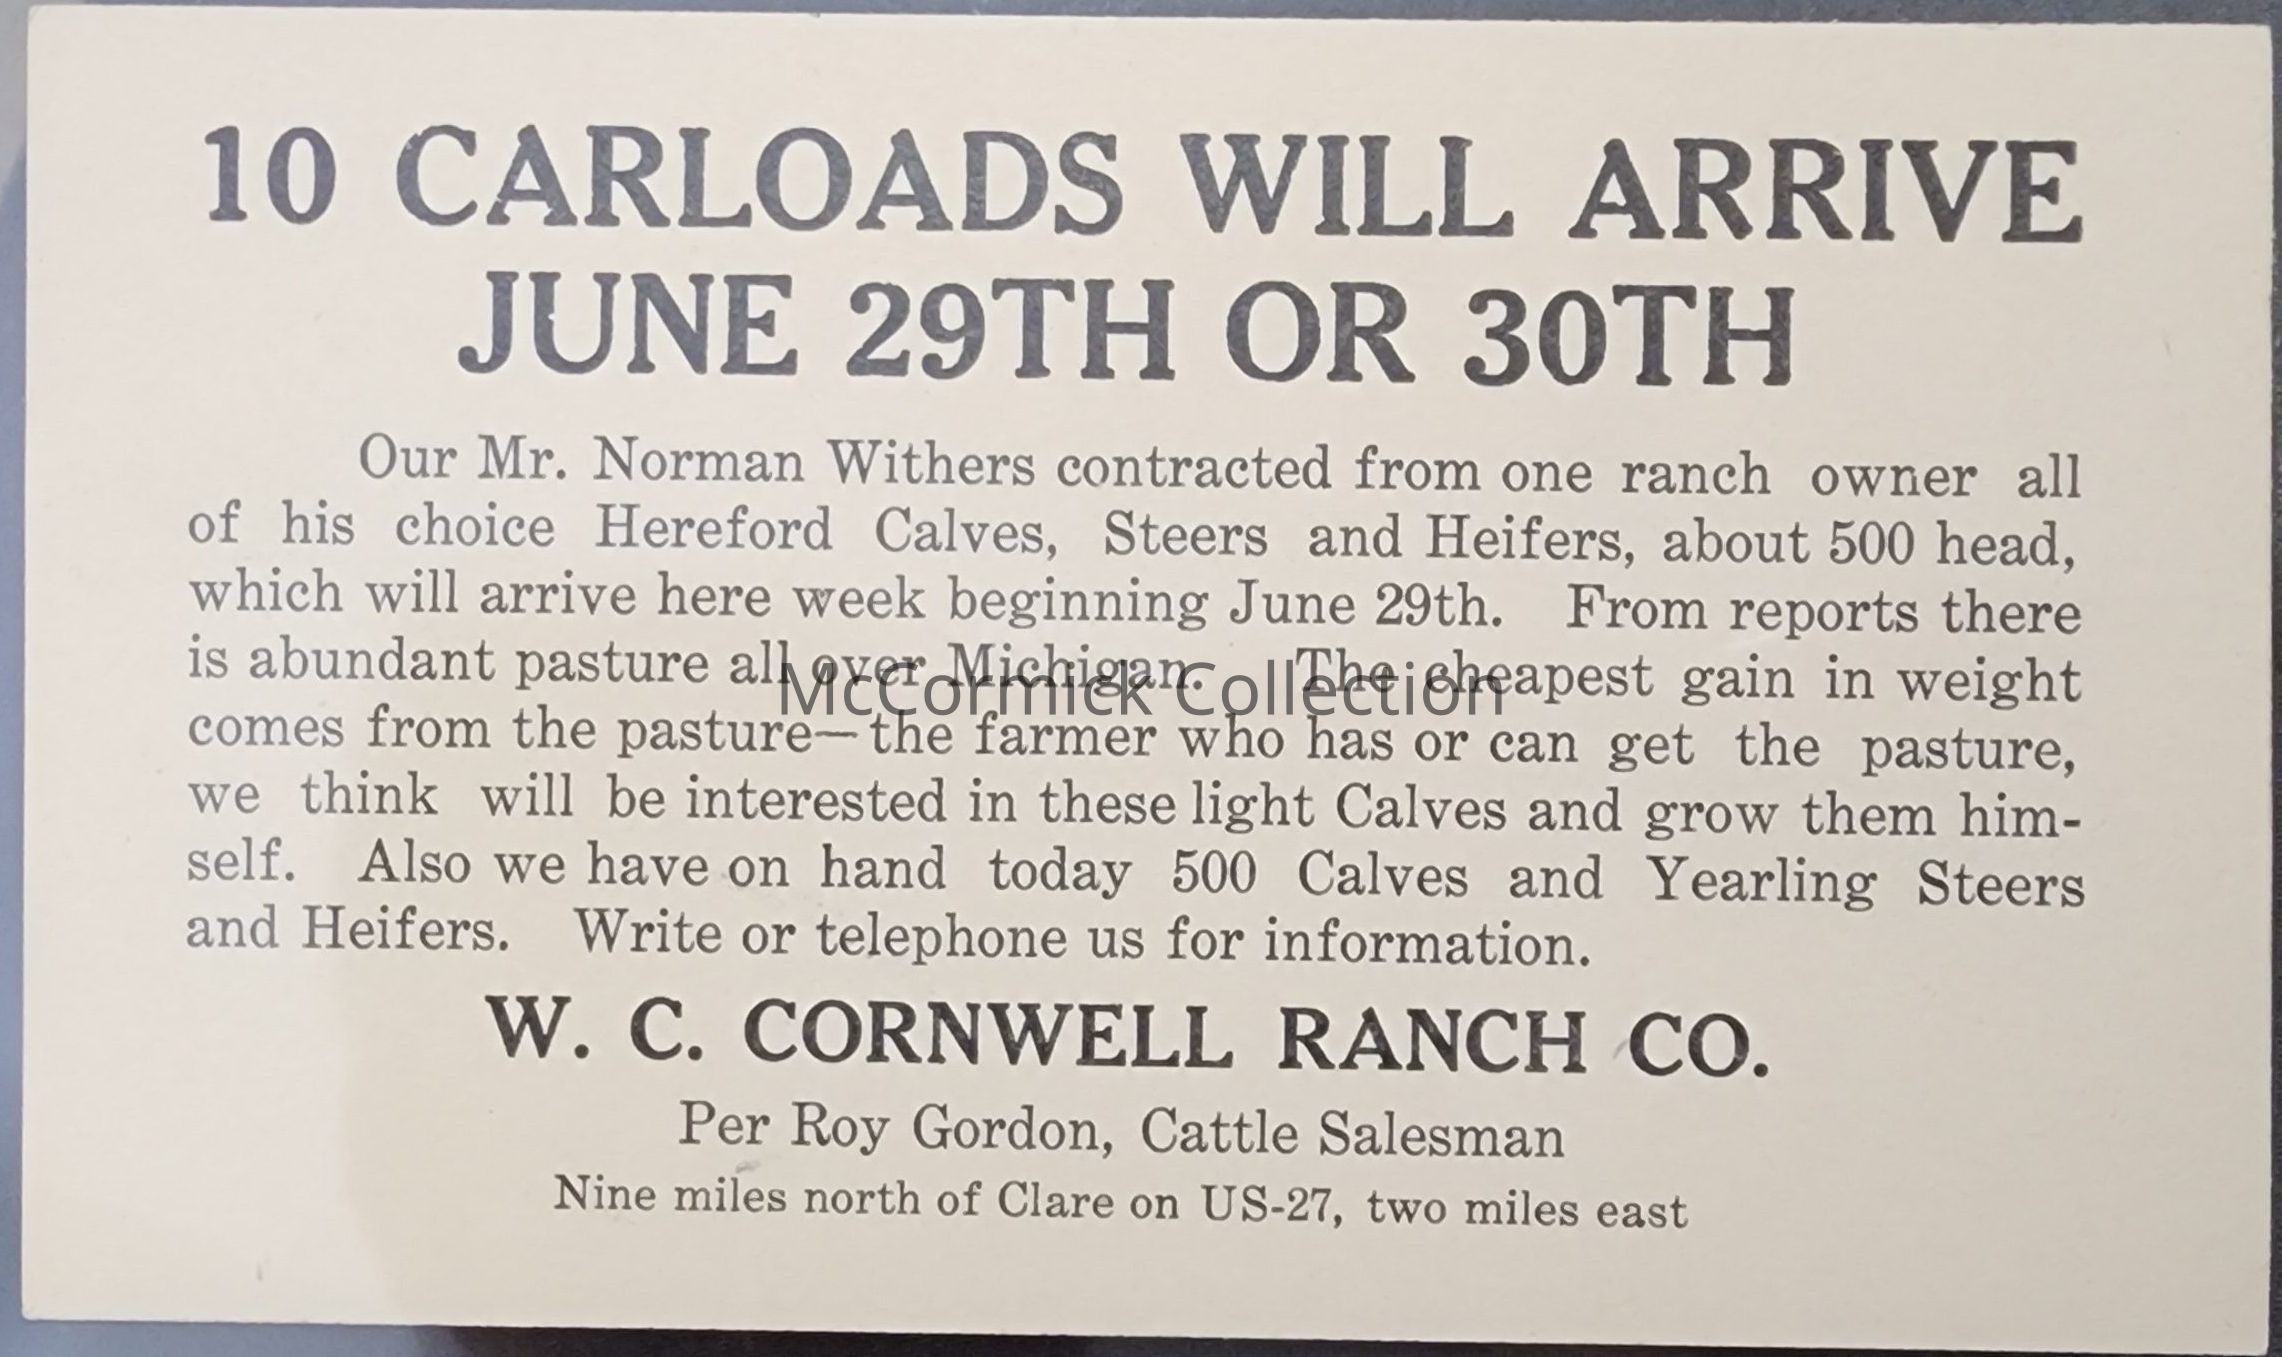 10 CARLOADS WILL ARRIVE
JUNE 29TH OR 30TH
Our Mr. Norman Withers contracted from one ranch owner all
of his choice Hereford Calves, Steers and Heifers, about 500 head,
which will arrive here week beginning June 29th. From reports there
is abundant pasture all over Michigan. The cheapest gain in weight
McCormick Collection
comes from the pasture—the farmer who has or can get the pasture,
we think will be interested in these light Calves and grow them him-
self. Also we have on hand today 500 Calves and Yearling Steers
and Heifers. Write or telephone us for information.
W. C. CORNWELL RANCH CO.
Per Roy Gordon, Cattle Salesman
Nine miles north of Clare on US-27, two miles east